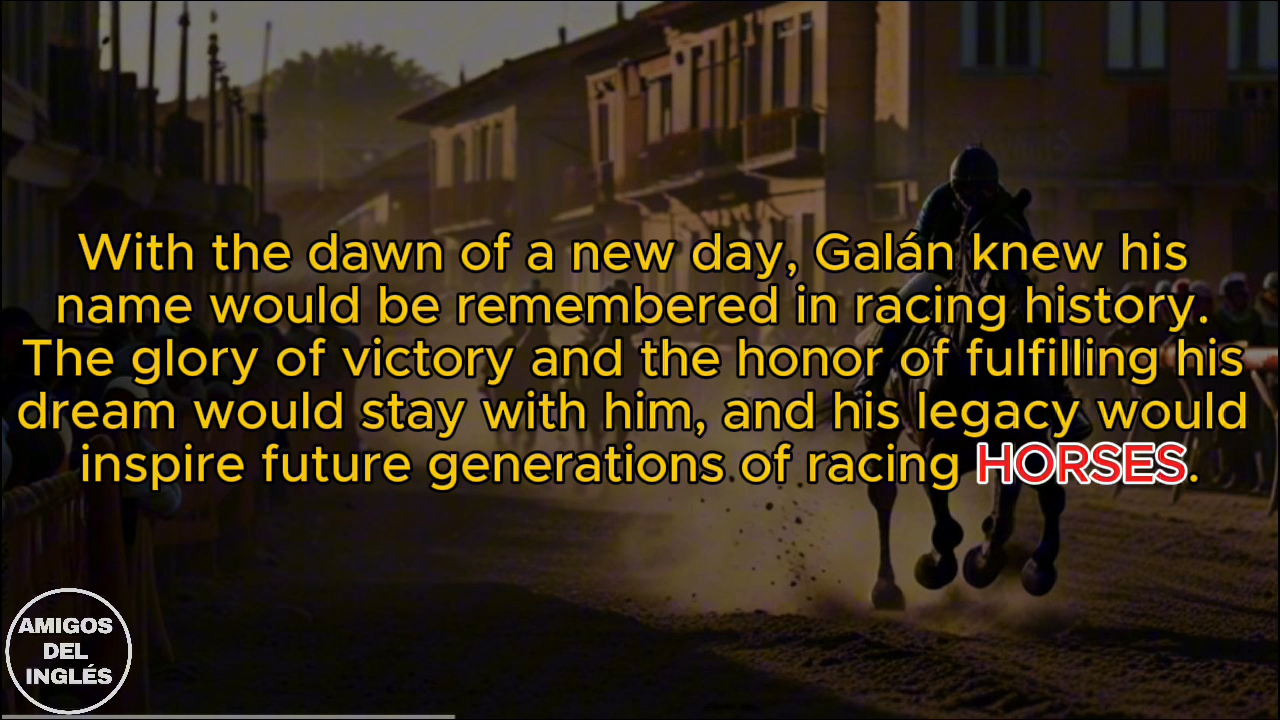 With the dawn of a new day, Galán knew his
name would be remembered in racing history.
The glory of victory and the honor of fulfilling his
dream would stay with him, and his legacy would
inspire future generations of racing HORSES.
AMIGOS
DEL
INGLÉS